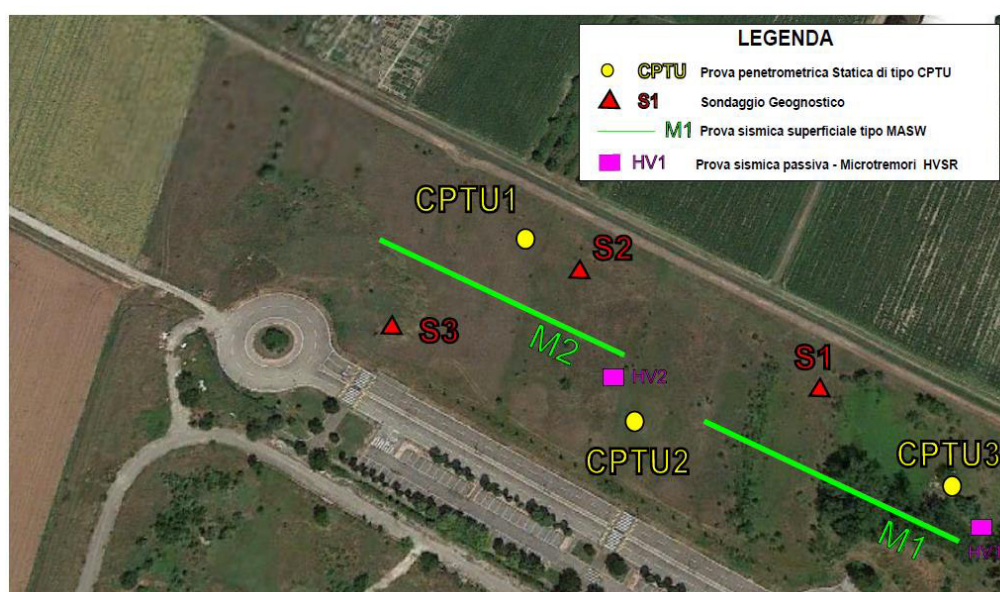 LEGENDA
CPTU Prova penetrometrica Statica di tipo CPTU
S1 Sondaggio Geognostico
M1 Prova sismica superficiale tipo MASW
HV1 Prova sismica passiva - Microtremori HVSR
CPTU1
S2
S3
M2
S1
HV2
CPTU2
CPTU3
M1